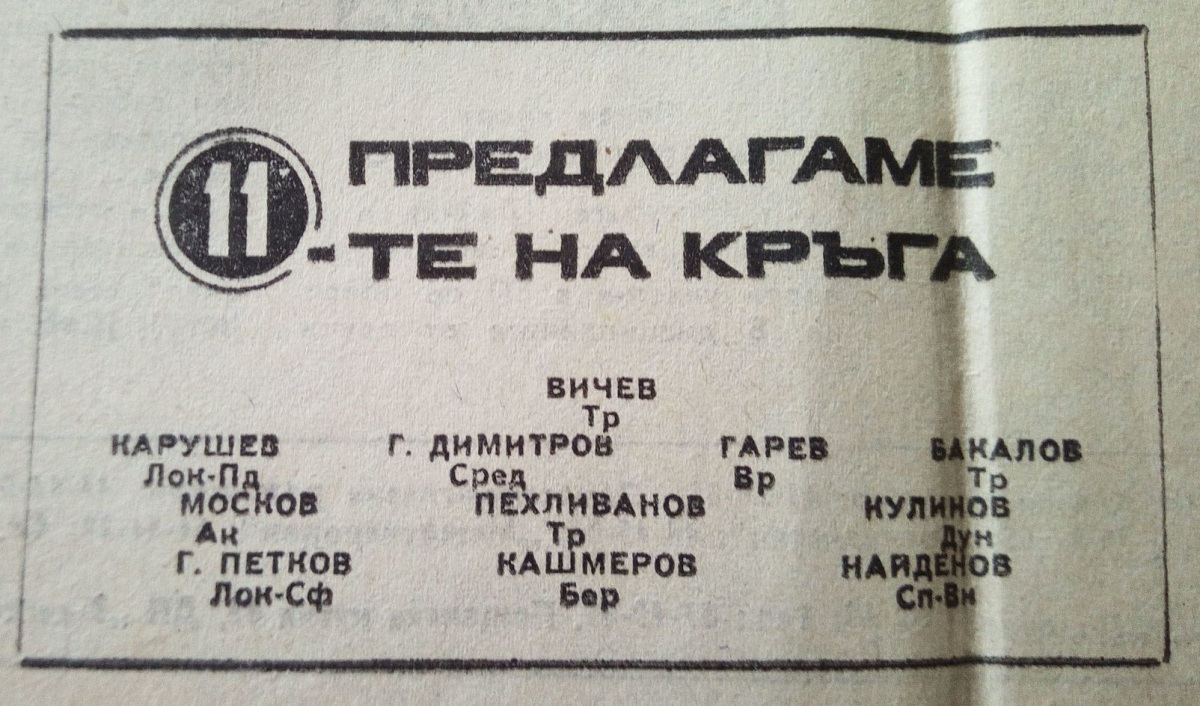 ПРЕДЛАГАМЕ
11-ТЕ НА КРЪГА
ВИЧЕВ
Тр
КАРУШЕВ Г. ДИМИТРОВ ГАРЕВ БАКАЛОВ
Лок-Пд Сред Вр Тр
МОСКОВ ПЕХЛИВАНОВ КУЛИНОВ
Ак Тр Дун
Г. ПЕТКОВ КАШМЕРОВ НАЙДЕНОВ
Лок-Сф Бер Сп-Вн